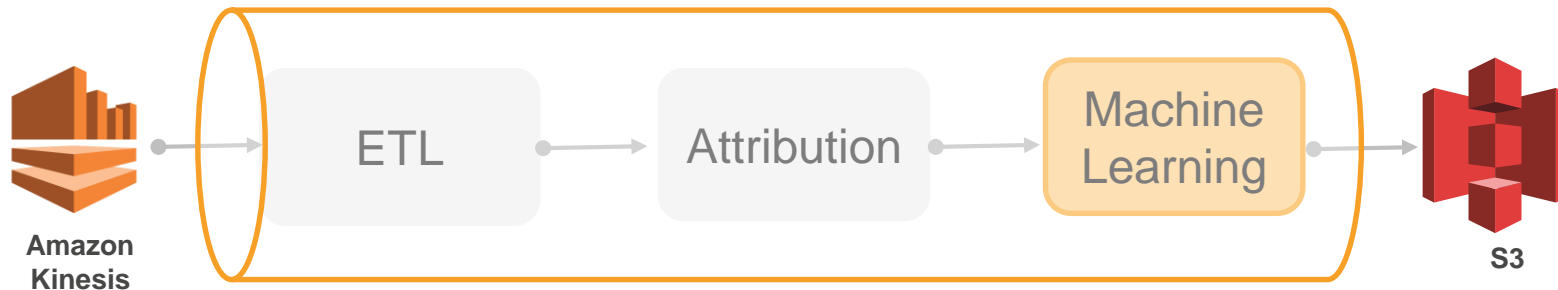 Amazon
Kinesis
ETL
Attribution
Machine
Learning
S3